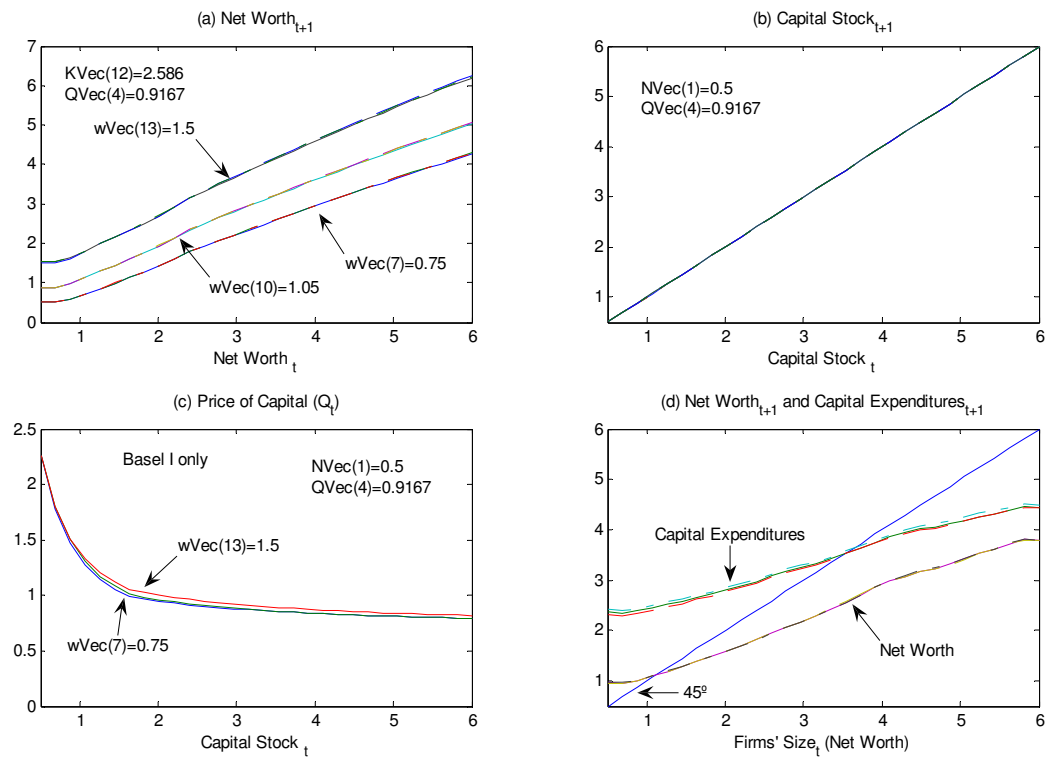 (a) Net Worth t+1
7
6
5
4
3
2
1
0
KVec(12)=2.586
QVec(4)=0.9167
wVec(13)=1.5
wVec(7)=0.75
wVec(10)=1.05
1 2 3 4 5 6
Net Worth t
(b) Capital Stock t+1
6
5
4
3
2
1
NVec(1)=0.5
QVec(4)=0.9167
1 2 3 4 5 6
Capital Stock t
(c) Price of Capital (Qt)
2.5
2
1.5
1
0.5
0
Basel I only
NVec(1)=0.5
QVec(4)=0.9167
wVec(13)=1.5
wVec(7)=0.75
1 2 3 4 5 6
Capital Stock t
(d) Net Worth t+1 and Capital Expenditures t+1
6
5
4
3
2
1
Capital Expenditures
Net Worth
45º
1 2 3 4 5 6
Firms' Size t (Net Worth)